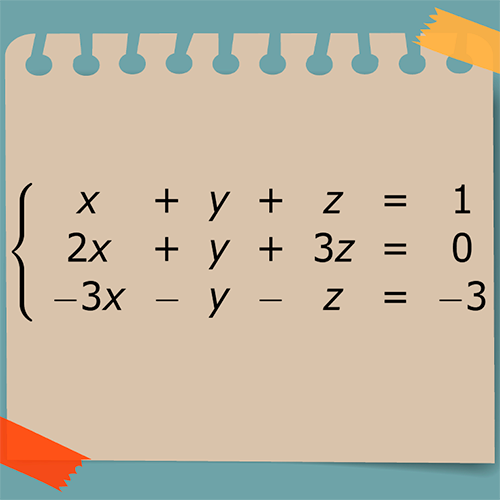 x + y + z = 1
2x + y + 3z = 0
−3x − y − z = −3